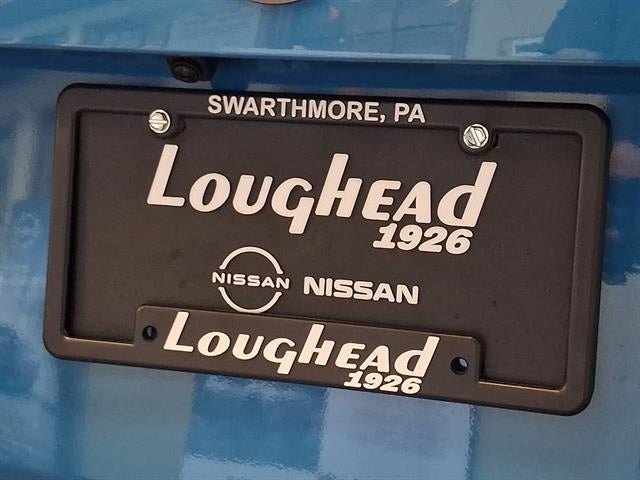 SWARTHMORE, PA
Loughead
1926
NISSAN NISSAN
Loughead
1926